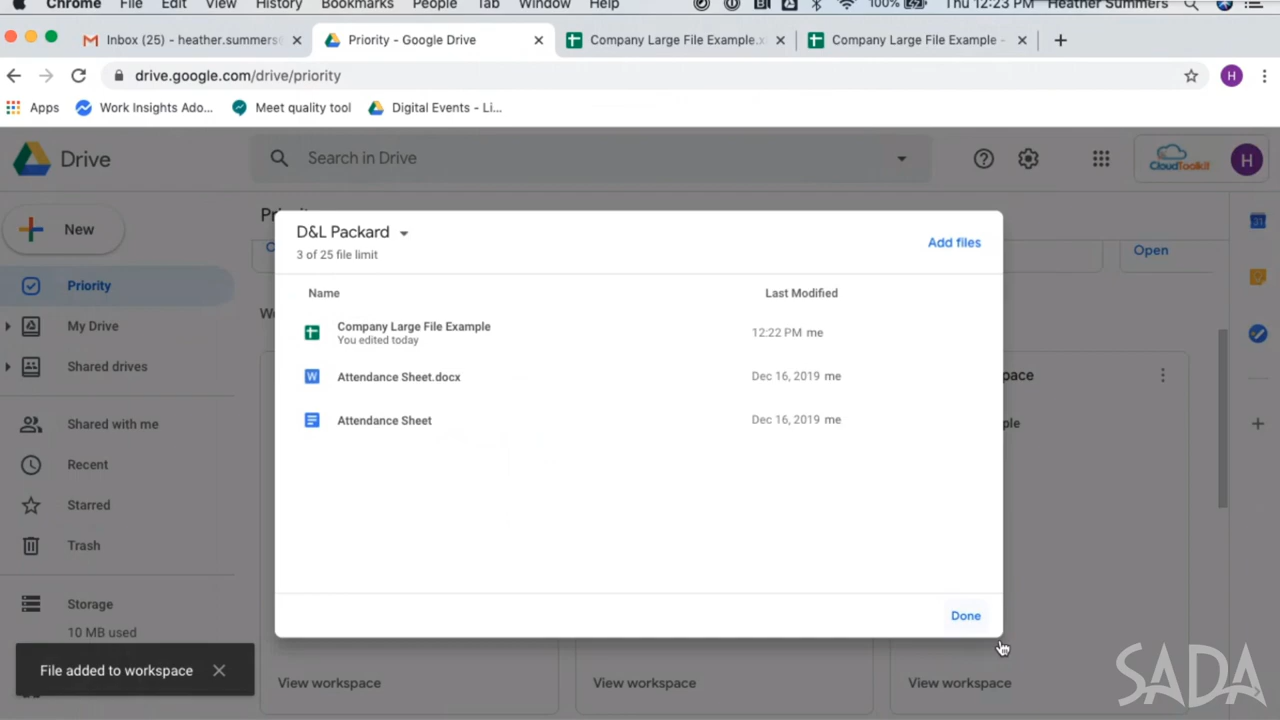 Chrome File Edit View History Bookmarks People Tab Window Help 100% Thu 12:23 PM Heather Summers
Inbox (25) - heather.summers Priority - Google Drive Company Large File Example.x Company Large File Example -
drive.google.com/drive/priority H
Apps Work Insights Ado... Meet quality tool Digital Events - Li...
Drive Search in Drive CloudToolkit H
New
Priority
My Drive
Shared drives
Shared with me
Recent
Starred
Trash
Storage
10 MB used
File added to workspace
Open
D&L Packard
3 of 25 file limit
Add files
Name Last Modified
Company Large File Example
You edited today
12:22 PM me
Attendance Sheet.docx Dec 16, 2019 me
Attendance Sheet Dec 16, 2019 me
Done
View workspace View workspace View workspace
SADA